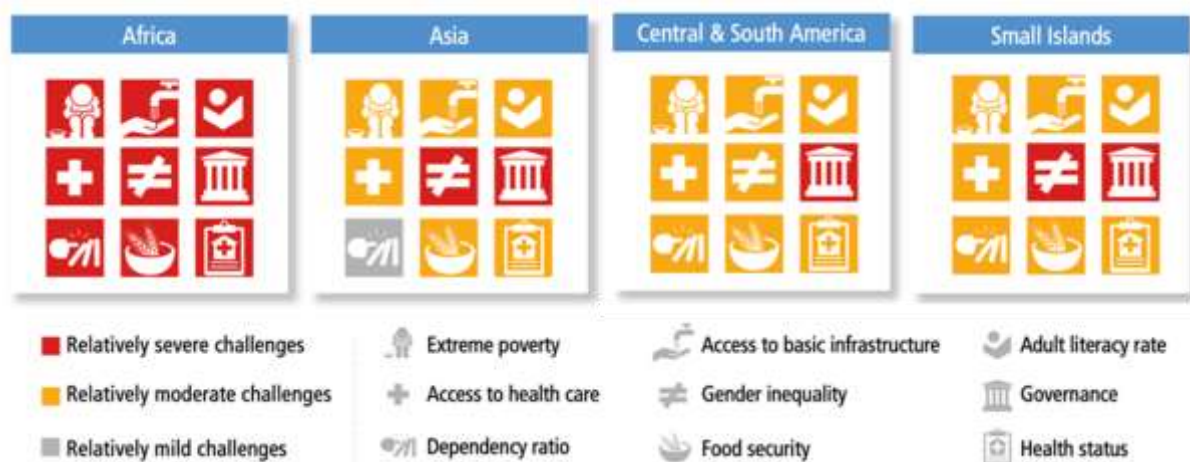 Africa
Asia
Central & South America
Small Islands
Relatively severe challenges
Extreme poverty
Access to basic infrastructure
Adult literacy rate
Relatively moderate challenges
Access to health care
Gender inequality
Governance
Relatively mild challenges
Dependency ratio
Food security
Health status